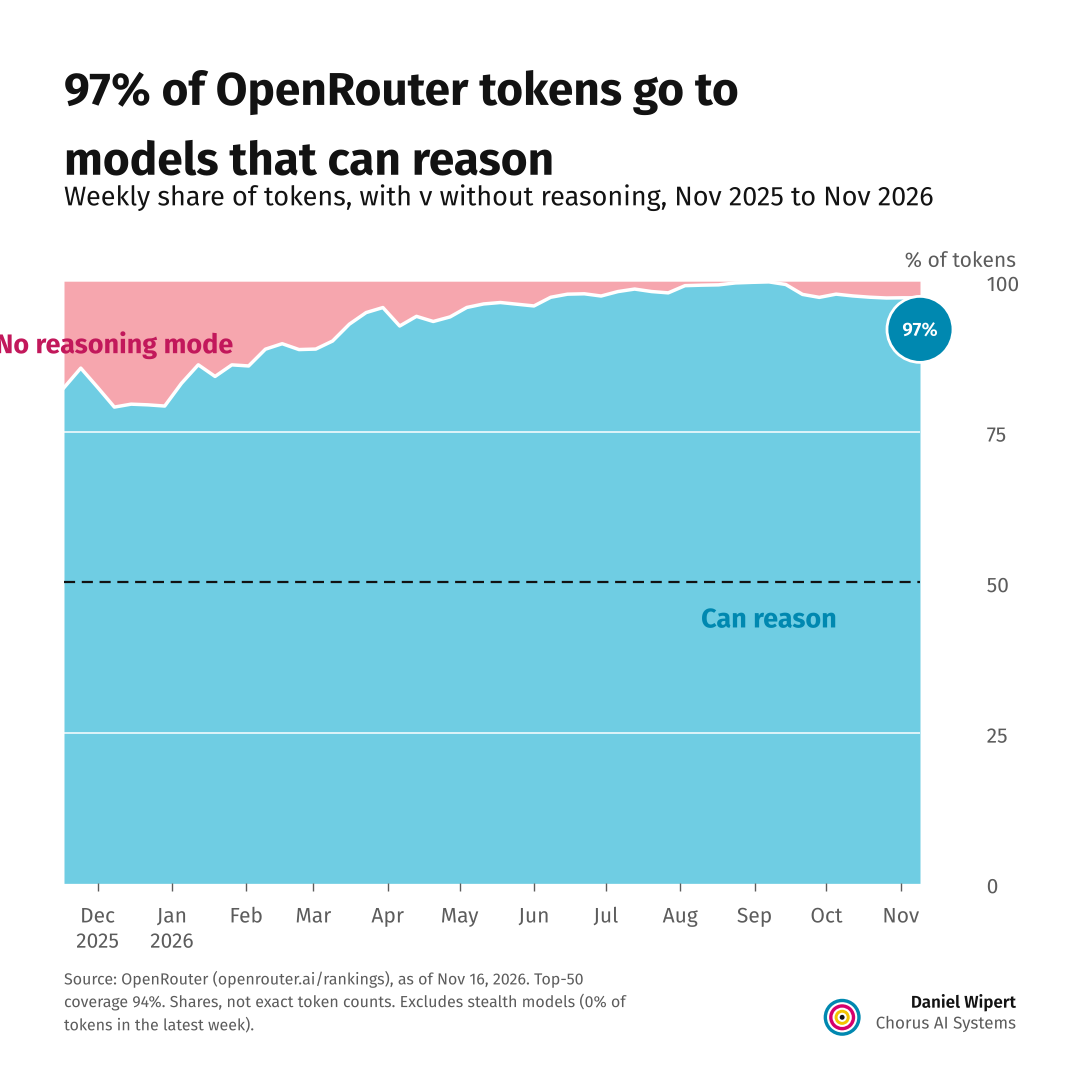 97% of OpenRouter tokens go to
models that can reason
Weekly share of tokens, with v without reasoning, Nov 2025 to Nov 2026
% of tokens
100
No reasoning mode
97%
75
50
Can reason
25
0
Dec Jan Feb Mar Apr May Jun Jul Aug Sep Oct Nov
2025 2026
Source: OpenRouter (openrouter.ai/rankings), as of Nov 16, 2026. Top-50
coverage 94%. Shares, not exact token counts. Excludes stealth models (0% of
tokens in the latest week).
Daniel Wipert
Chorus AI Systems